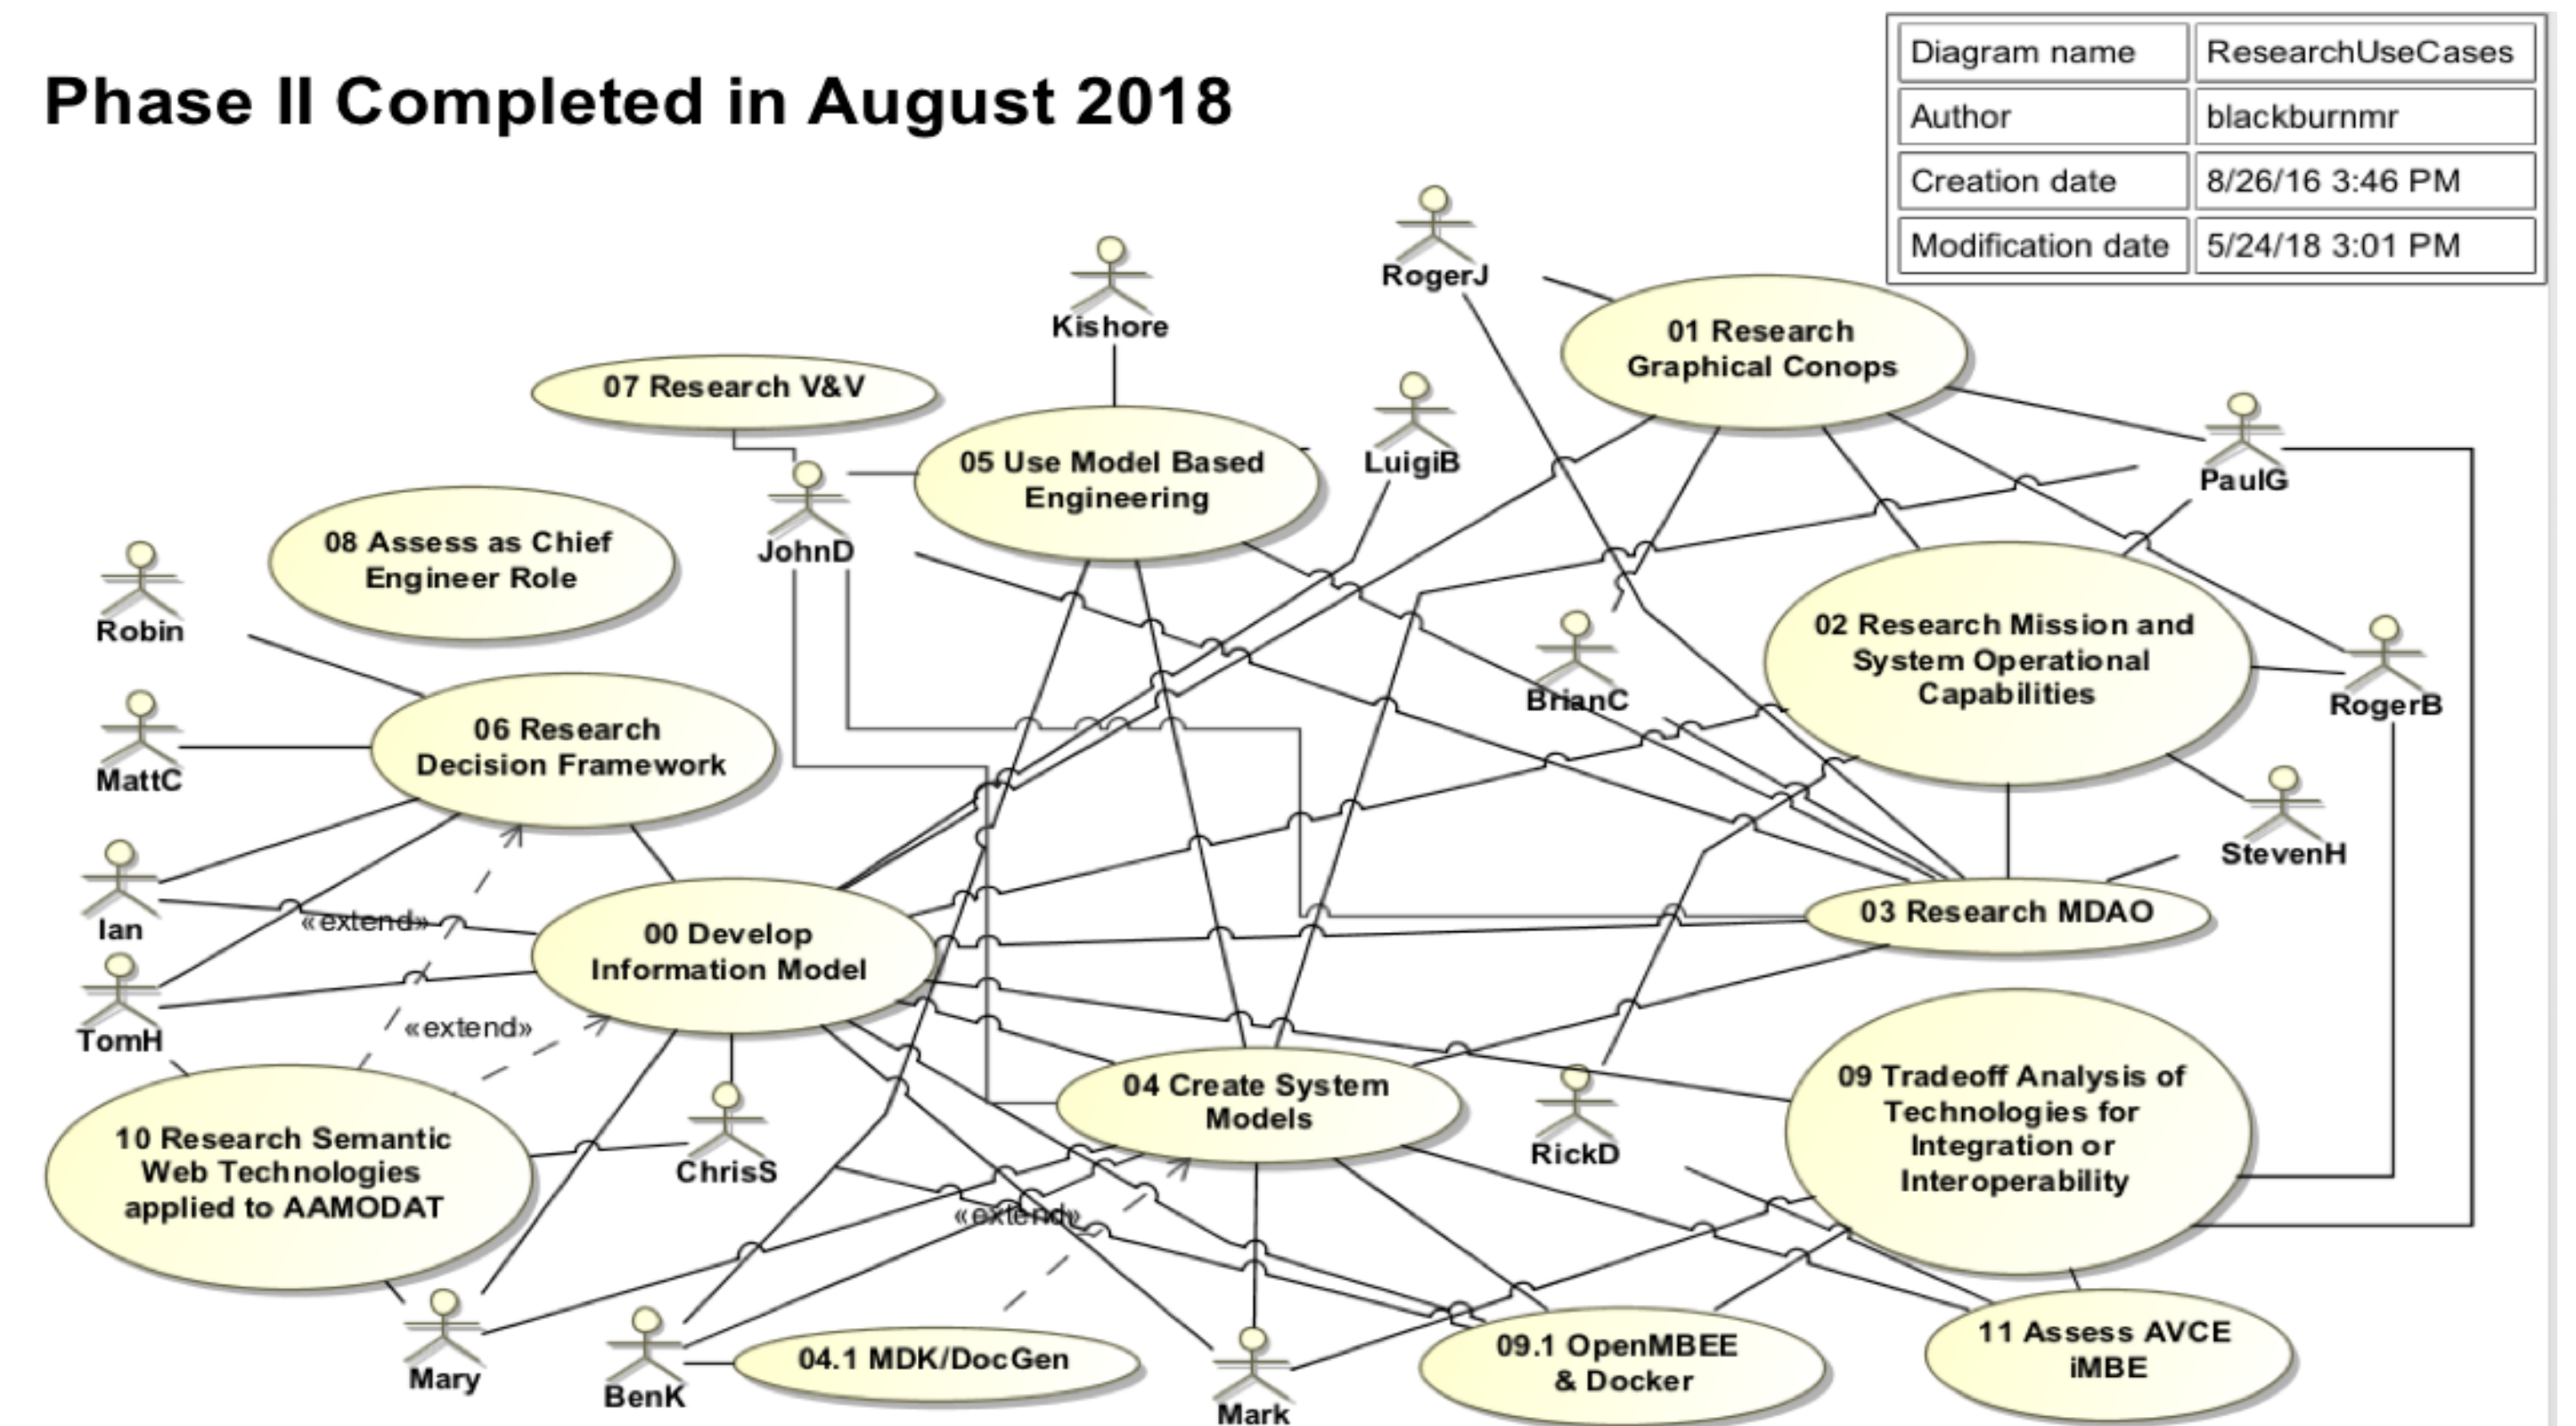 Phase II Completed in August 2018
Diagram name ResearchUseCases
Author blackburnmr
Creation date 8/26/16 3:46 PM
Modification date 5/24/18 3:01 PM
RogerJ
Kishore
01 Research
Graphical Conops
07 Research V&V
LuigiB
PaulG
05 Use Model Based
Engineering
JohnD
08 Assess as Chief
Engineer Role
Robin
02 Research Mission and
System Operational
Capabilities
BrianC
RogerB
06 Research
Decision Framework
MattC
StevenH
Ian
«extend»
03 Research MDAO
00 Develop
Information Model
TomH
«extend»
04 Create System
Models
09 Tradeoff Analysis of
Technologies for
Integration or
Interoperability
RickD
10 Research Semantic
Web Technologies
applied to AAMODAT
ChrisS
«extend»
Mary
BenK
04.1 MDK/DocGen
Mark
09.1 OpenMBEE
& Docker
11 Assess AVCE
iMBE